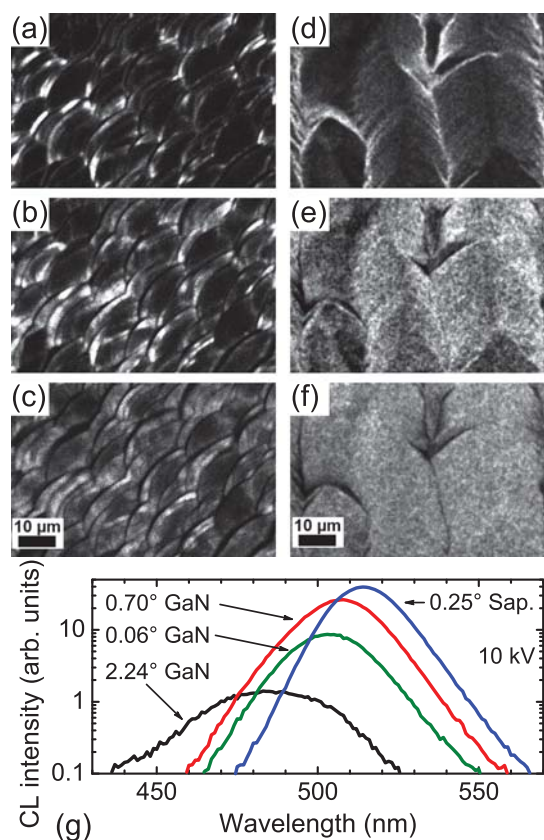 (a)
(d)
(b)
(e)
(c)
(f)
10 µm
10 µm
CL intensity (arb. units)
10
1
0.1
0.70° GaN
0.06° GaN
2.24° GaN
0.25° Sap.
10 kV
450
500
550
Wavelength (nm)
(g)